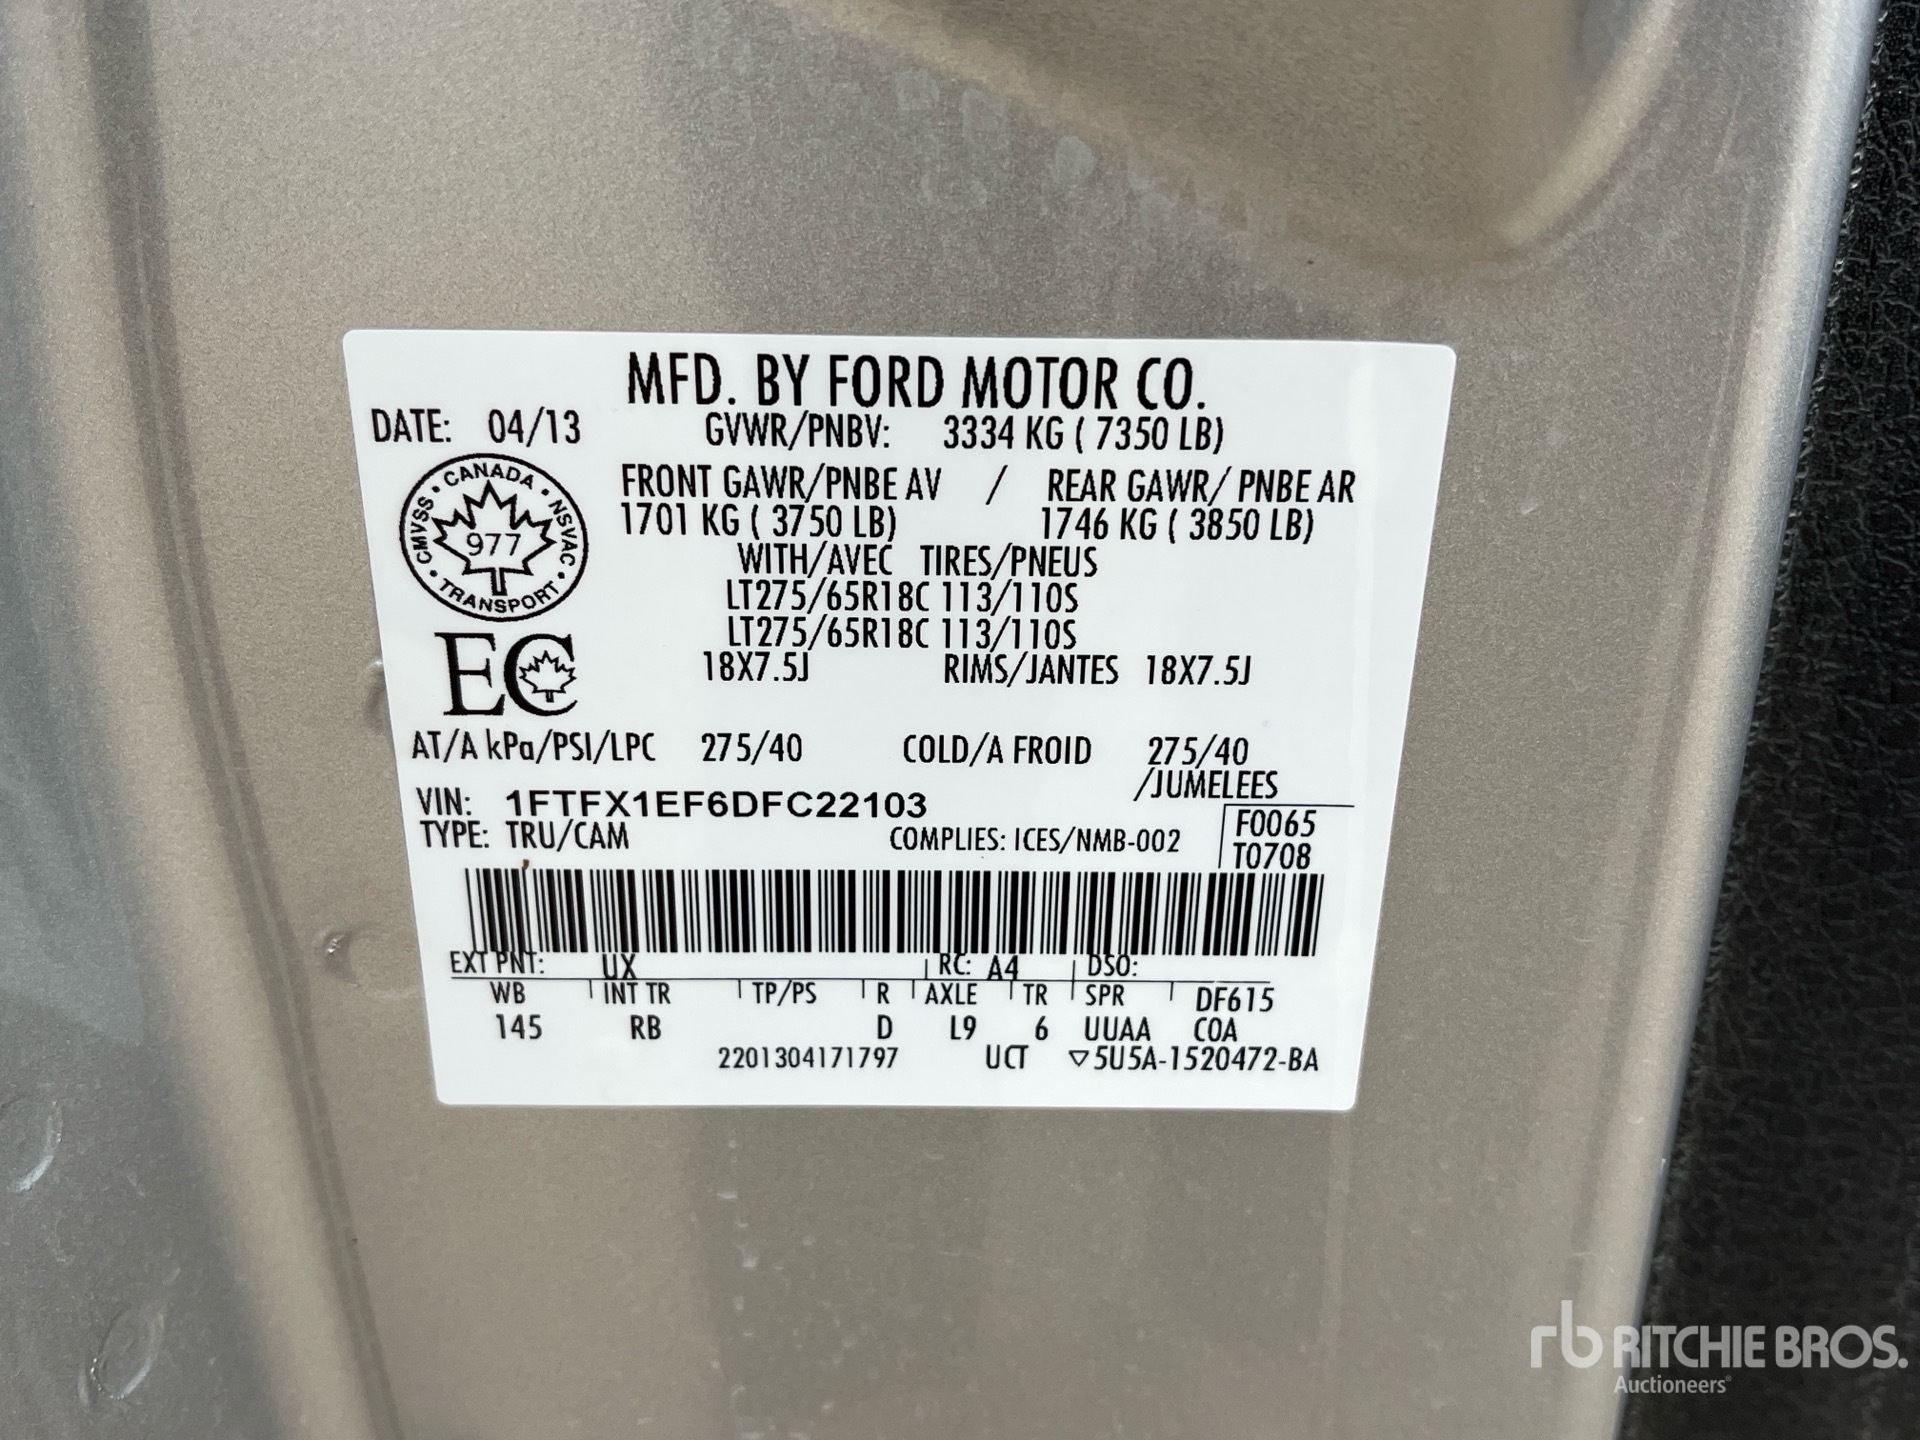 MFD. BY FORD MOTOR CO.
DATE: 04/13 GVWR/PNBV: 3334 KG ( 7350 LB)
FRONT GAWR/PNBE AV / REAR GAWR/ PNBE AR
1701 KG ( 3750 LB) 1746 KG ( 3850 LB)
WITH/AVEC TIRES/PNEUS
LT275/65R18C 113/110S
LT275/65R18C 113/110S
18X7.5J RIMS/JANTES 18X7.5J
CANADA
CMVSS • 977 • NSVAC
TRANSPORT
EC
AT/A kPa/PSI/LPC 275/40 COLD/A FROID 275/40
/JUMELEES
VIN: 1FTFX1EF6DFC22103
F0065
TYPE: TRU/CAM COMPLIES: ICES/NMB-002
T0708
EXT PNT: UX RC: A4 DSO:
WB INT TR TP/PS R AXLE TR SPR DF615
145 RB D L9 6 UUAA COA
2201304171797 UCT ▽5U5A-1520472-BA
rb RITCHIE BROS.
Auctioneers®